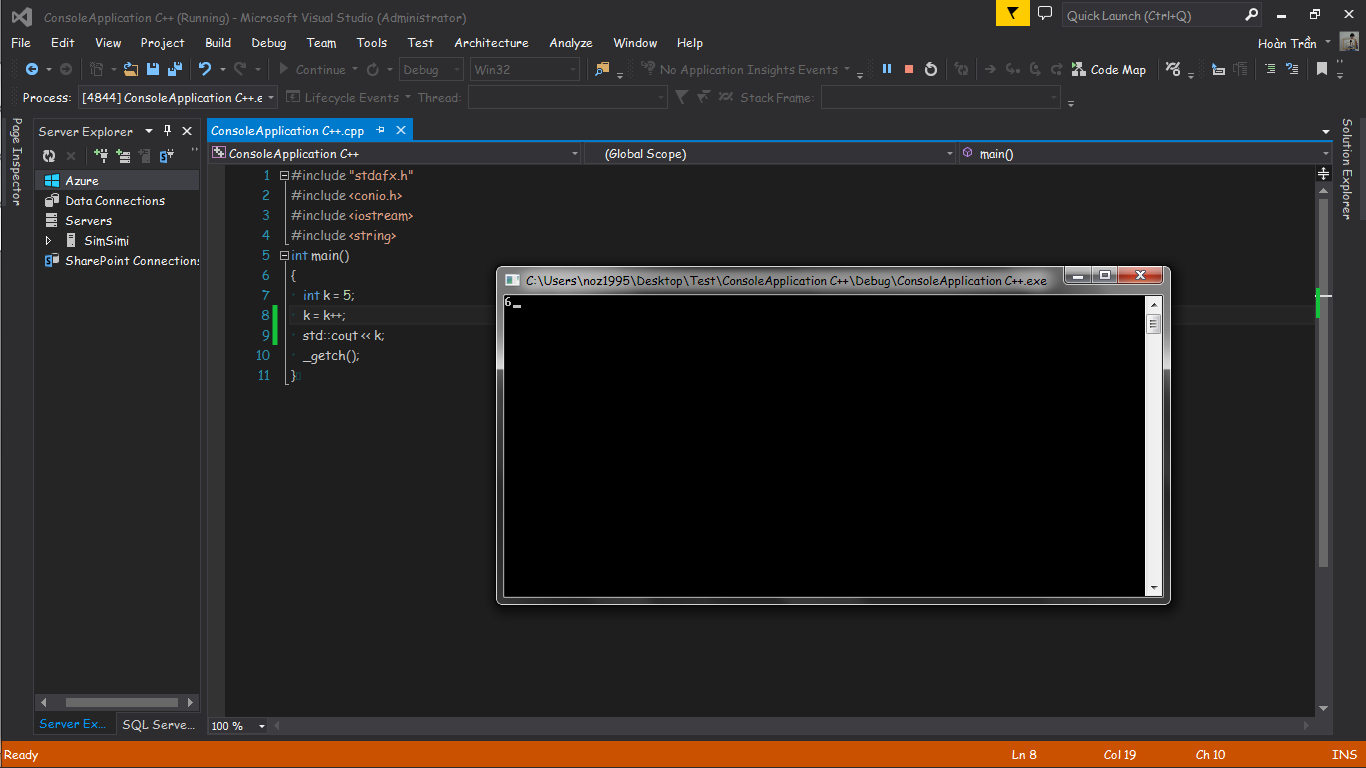 ConsoleApplication C++ (Running) - Microsoft Visual Studio (Administrator)
Quick Launch (Ctrl+Q)
File Edit View Project Build Debug Team Tools Test Architecture Analyze Window Help
Hoàn Trần
Continue Debug Win32 No Application Insights Events Code Map
Process: [4844] ConsoleApplication C++.e Lifecycle Events Thread: Stack Frame:
Page Inspector
Server Explorer
Azure
Data Connections
Servers
SimSimi
SharePoint Connections
Server Ex... SQL Serve...
ConsoleApplication C++.cpp
ConsoleApplication C++ (Global Scope) main()
1 #include "stdafx.h"
2 #include <conio.h>
3 #include <iostream>
4 #include <string>
5 int main()
6 {
7 int k = 5;
8 k = k++;
9 std::cout << k;
10 _getch();
11 }
C:\Users\noz1995\Desktop\Test\ConsoleApplication C++\Debug\ConsoleApplication C++.exe
6
Solution Explorer
100 %
Ready Ln 8 Col 19 Ch 10 INS